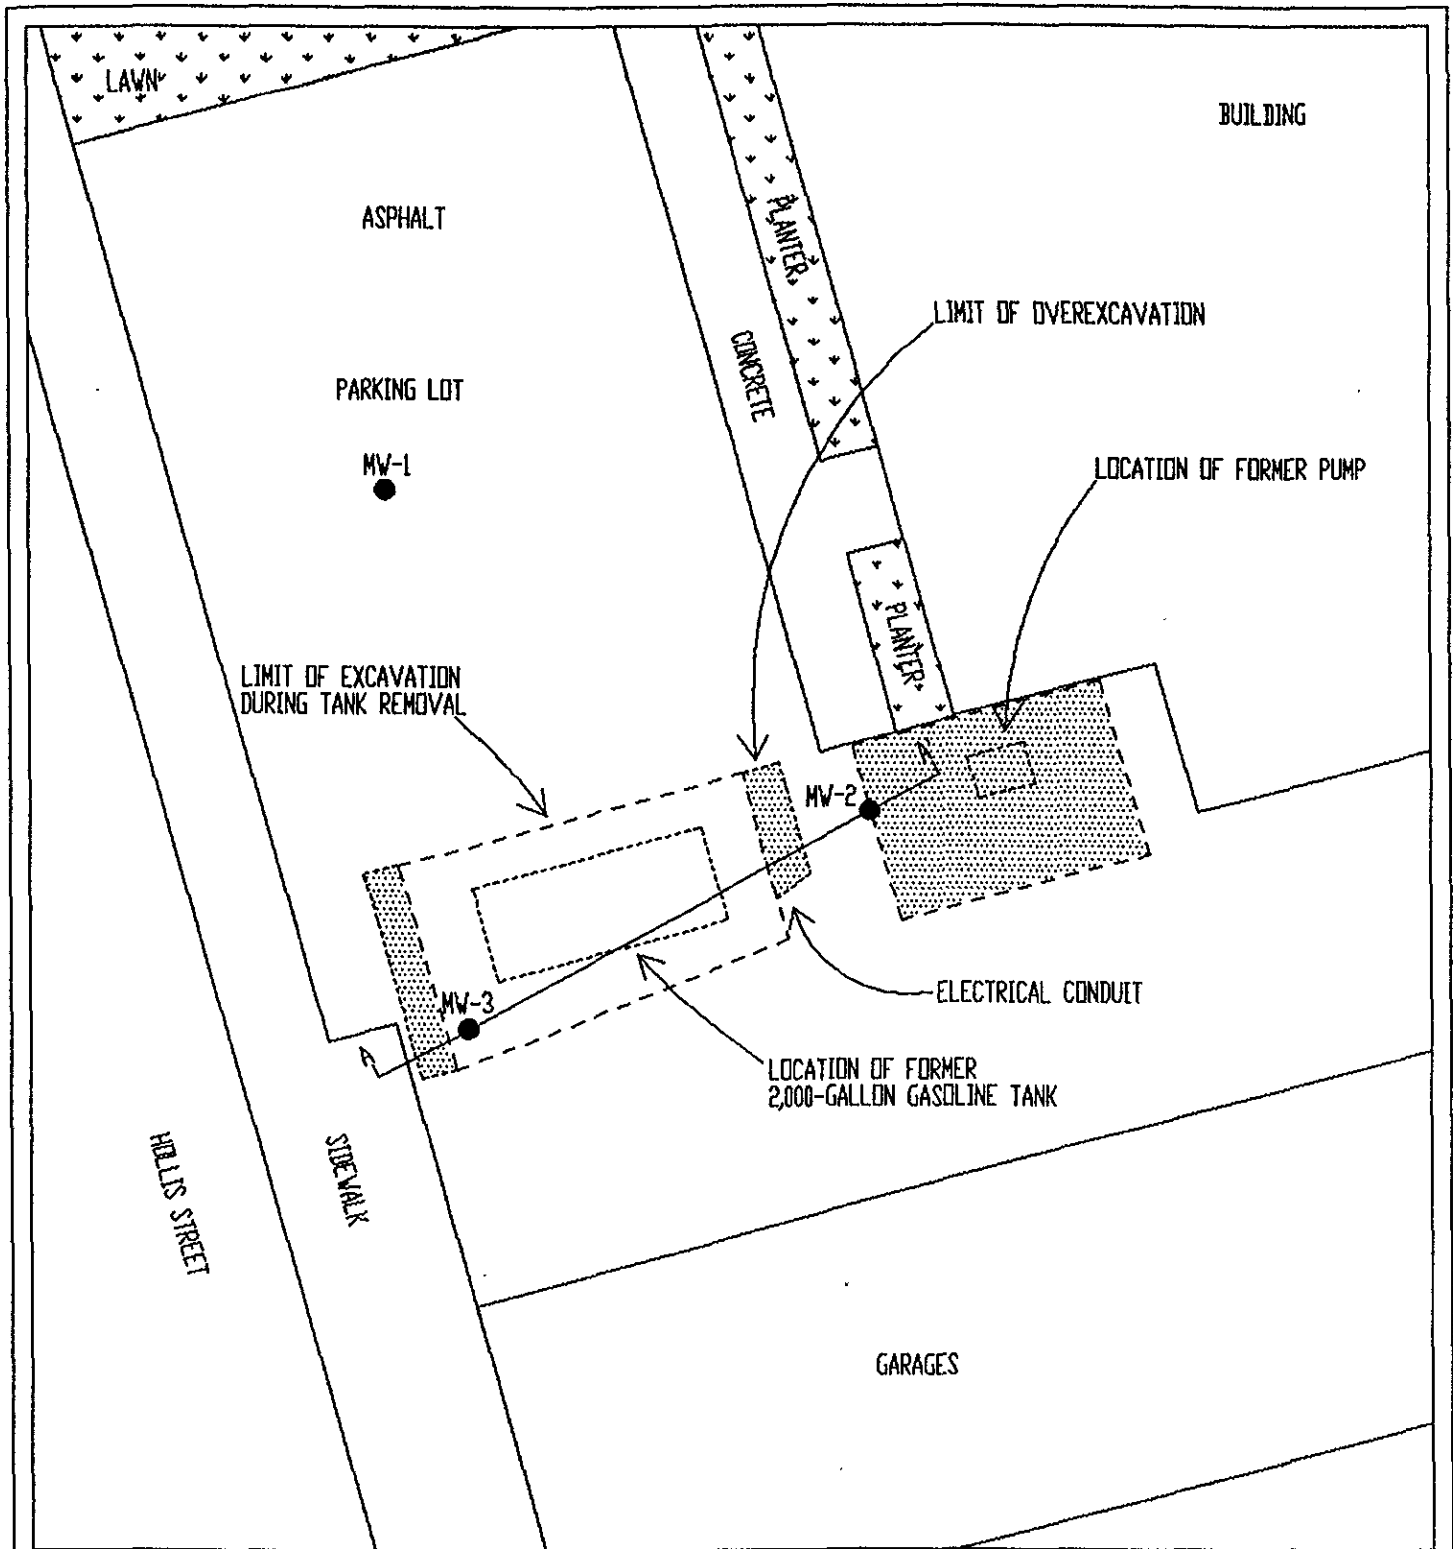 LAWN
BUILDING
ASPHALT
PLANTER
LIMIT OF OVEREXCAVATION
CONCRETE
PARKING LOT
MW-1
LOCATION OF FORMER PUMP
PLANTER
LIMIT OF EXCAVATION
DURING TANK REMOVAL
A'
MW-2
MW-3
ELECTRICAL CONDUIT
A
LOCATION OF FORMER
2,000-GALLON GASOLINE TANK
HOLLIS STREET
SIDEWALK
GARAGES